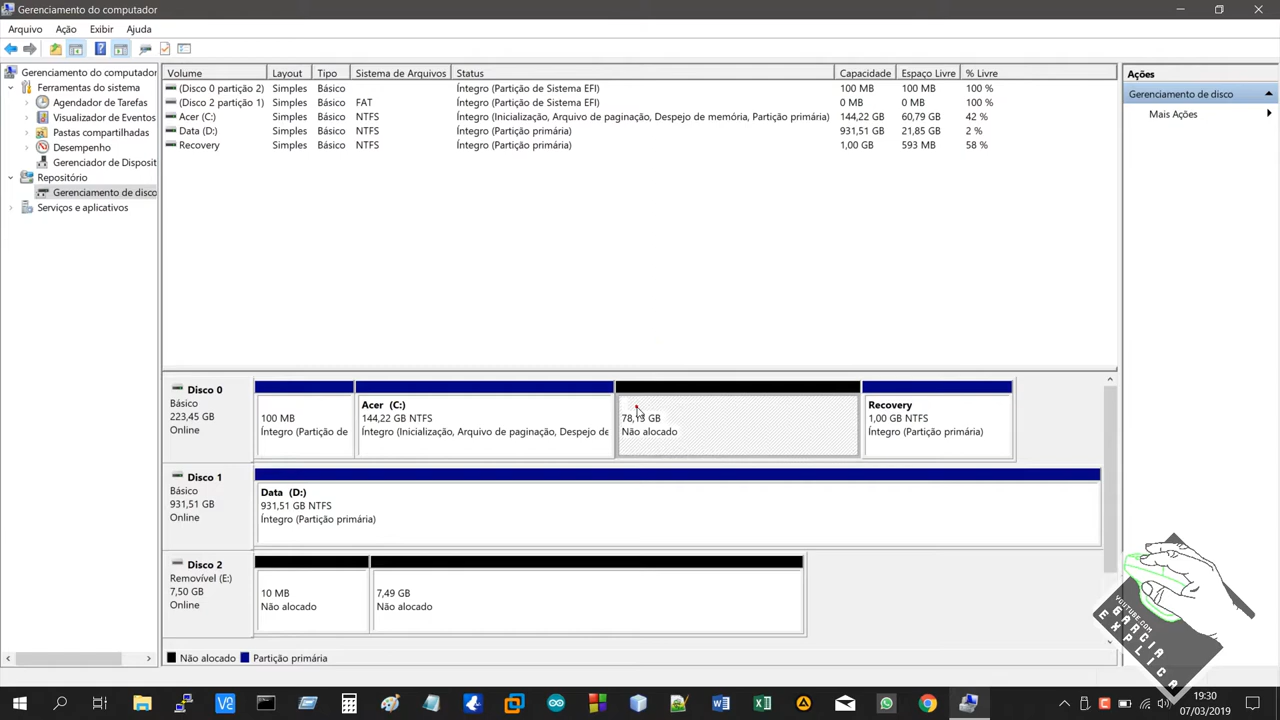 Gerenciamento do computador
Arquivo Ação Exibir Ajuda
Gerenciamento do computador
Ferramentas do sistema
Agendador de Tarefas
Visualizador de Eventos
Pastas compartilhadas
Desempenho
Gerenciador de Disposit
Repositório
Gerenciamento de disco
Serviços e aplicativos
Volume Layout Tipo Sistema de Arquivos Status Capacidade Espaço Livre % Livre
(Disco 0 partição 2) Simples Básico Íntegro (Partição de Sistema EFI) 100 MB 100 MB 100 %
(Disco 2 partição 1) Simples Básico FAT Íntegro (Partição de Sistema EFI) 0 MB 0 MB 100 %
Acer (C:) Simples Básico NTFS Íntegro (Inicialização, Arquivo de paginação, Despejo de memória, Partição primária) 144,22 GB 60,79 GB 42 %
Data (D:) Simples Básico NTFS Íntegro (Partição primária) 931,51 GB 21,85 GB 2 %
Recovery Simples Básico NTFS Íntegro (Partição primária) 1,00 GB 593 MB 58 %
Ações
Gerenciamento de disco
Mais Ações
Disco 0
Básico
223,45 GB
Online
100 MB
Íntegro (Partição de
Acer (C:)
144,22 GB NTFS
Íntegro (Inicialização, Arquivo de paginação, Despejo de
GB
Não alocado
Recovery
1,00 GB NTFS
Íntegro (Partição primária)
Disco 1
Básico
931,51 GB
Online
Data (D:)
931,51 GB NTFS
Íntegro (Partição primária)
Disco 2
Removível (E:)
7,50 GB
Online
10 MB
Não alocado
7,49 GB
Não alocado
Não alocado Partição primária
YOUTUBE.COM
EGARCIA
EXPLICA
19:30
07/03/2019